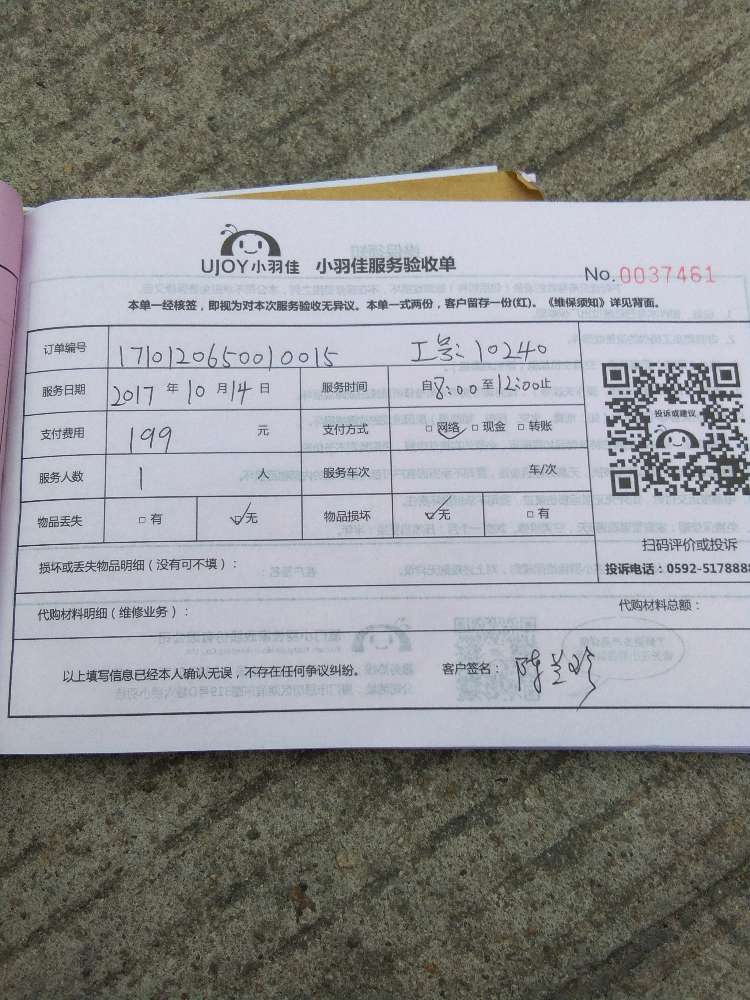 UJOY小羽佳 小羽佳服务验收单
No.0037461
本单一经核签，即视为对本次服务验收无异议。本单一式两份，客户留存一份(红)。《维保须知》详见背面。
订单编号 1710120650010015 工号：10240
服务日期 2017 年 10 月 14 日 服务时间 自8:00至12:00止
支付费用 199 元 支付方式 □网络 □现金 □转账
服务人数 1 人 服务车次 车/次
物品丢失 □有 □无 物品损坏 □无 □有
投诉或建议
扫码评价或投诉
投诉电话：0592-5178888
损坏或丢失物品明细（没有可不填）：
代购材料明细（维修业务）： 代购材料总额：
以上填写信息已经本人确认无误，不存在任何争议纠纷。 客户签名：陈兰珍